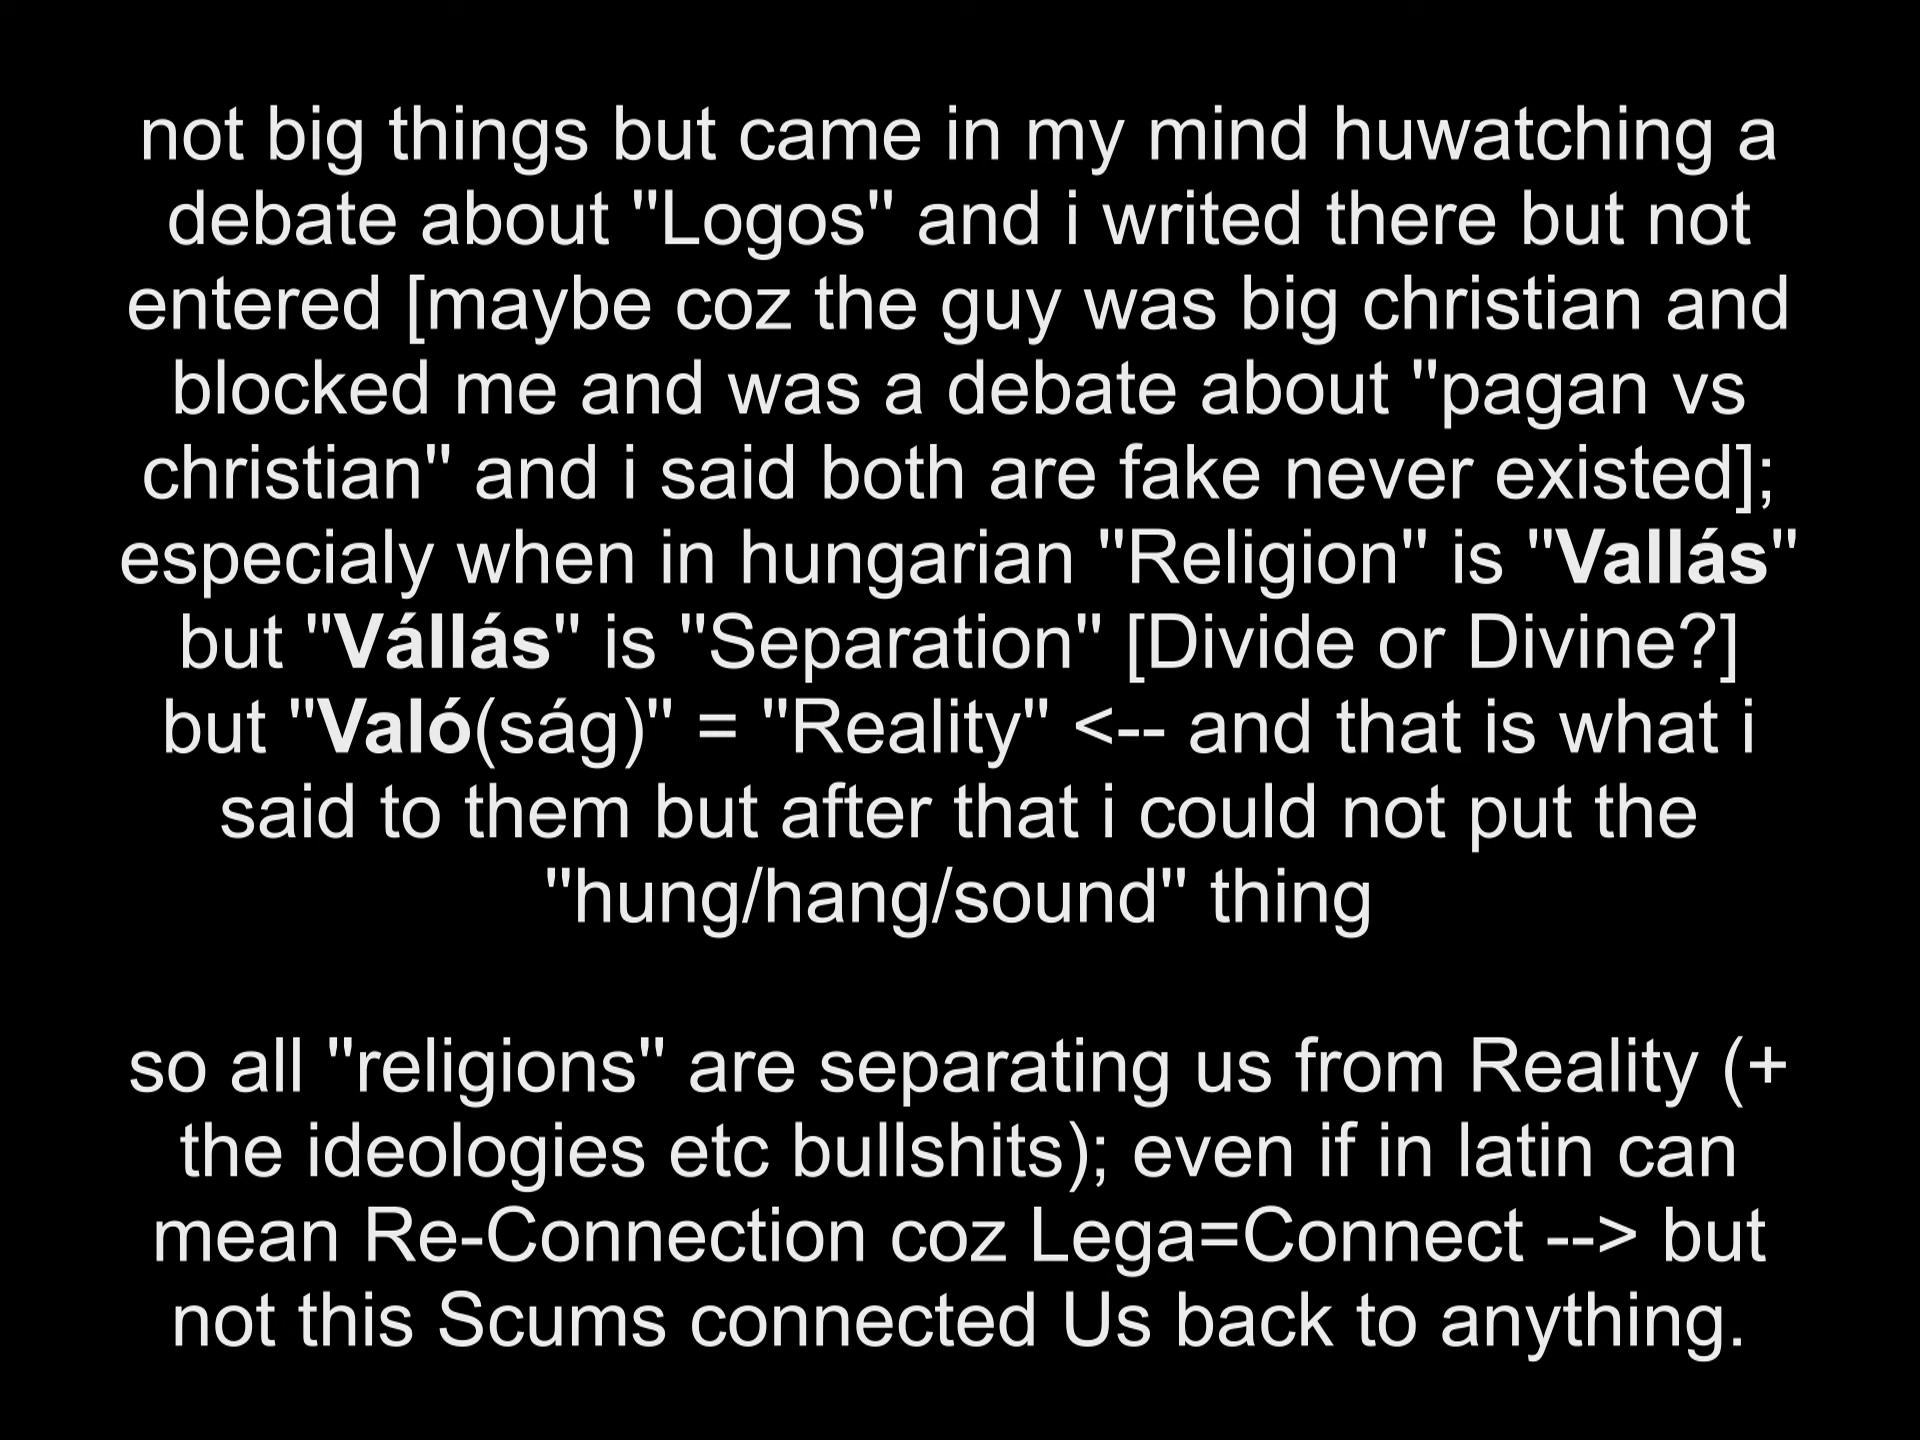 not big things but came in my mind huwatching a
debate about "Logos" and i writed there but not
entered [maybe coz the guy was big christian and
blocked me and was a debate about "pagan vs
christian" and i said both are fake never existed];
especialy when in hungarian "Religion" is "Vallás"
but "Vállás" is "Separation" [Divide or Divine?]
but "Való(ság)" = "Reality" <-- and that is what i
said to them but after that i could not put the
"hung/hang/sound" thing
so all "religions" are separating us from Reality (+
the ideologies etc bullshits); even if in latin can
mean Re-Connection coz Lega=Connect --> but
not this Scums connected Us back to anything.